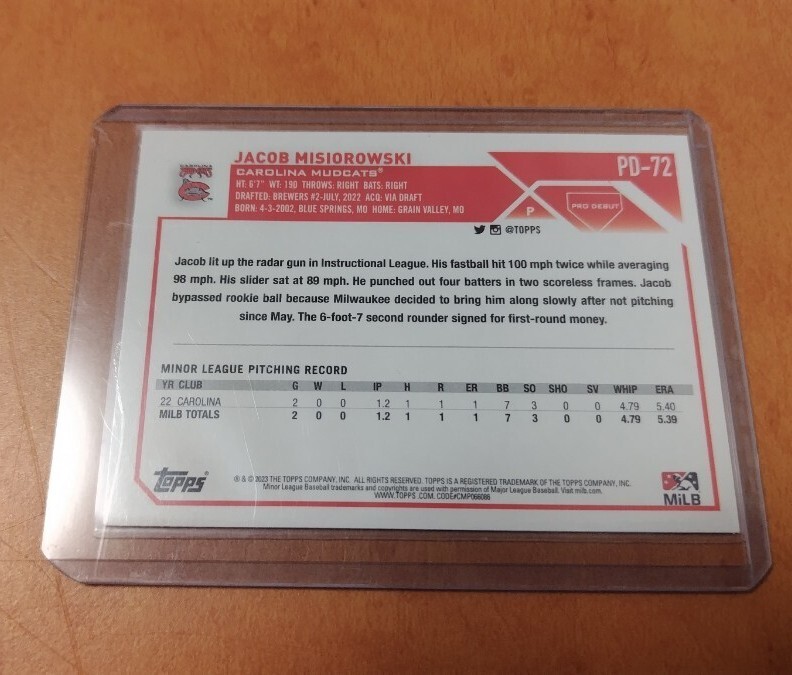 JACOB MISIOROWSKI
PD-72
CAROLINA MUDCATS®
HT: 6'7" WT: 190 THROWS: RIGHT BATS: RIGHT
DRAFTED: BREWERS #2-JULY, 2022 ACQ: VIA DRAFT
BORN: 4-3-2002, BLUE SPRINGS, MO HOME: GRAIN VALLEY, MO
P
PRO DEBUT
@TOPPS
Jacob lit up the radar gun in Instructional League. His fastball hit 100 mph twice while averaging
98 mph. His slider sat at 89 mph. He punched out four batters in two scoreless frames. Jacob
bypassed rookie ball because Milwaukee decided to bring him along slowly after not pitching
since May. The 6-foot-7 second rounder signed for first-round money.
MINOR LEAGUE PITCHING RECORD
YR CLUB G W L IP H R ER BB SO SHO SV WHIP ERA
22 CAROLINA 2 0 0 1.2 1 1 1 7 3 0 0 4.79 5.40
MILB TOTALS 2 0 0 1.2 1 1 1 7 3 0 0 4.79 5.39
topps®
® & © 2023 THE TOPPS COMPANY, INC. ALL RIGHTS RESERVED. TOPPS IS A REGISTERED TRADEMARK OF THE TOPPS COMPANY, INC.
Minor League Baseball trademarks and copyrights are used with permission of Major League Baseball. Visit milb.com.
WWW.TOPPS.COM. CODE#CMP066088
MiLB